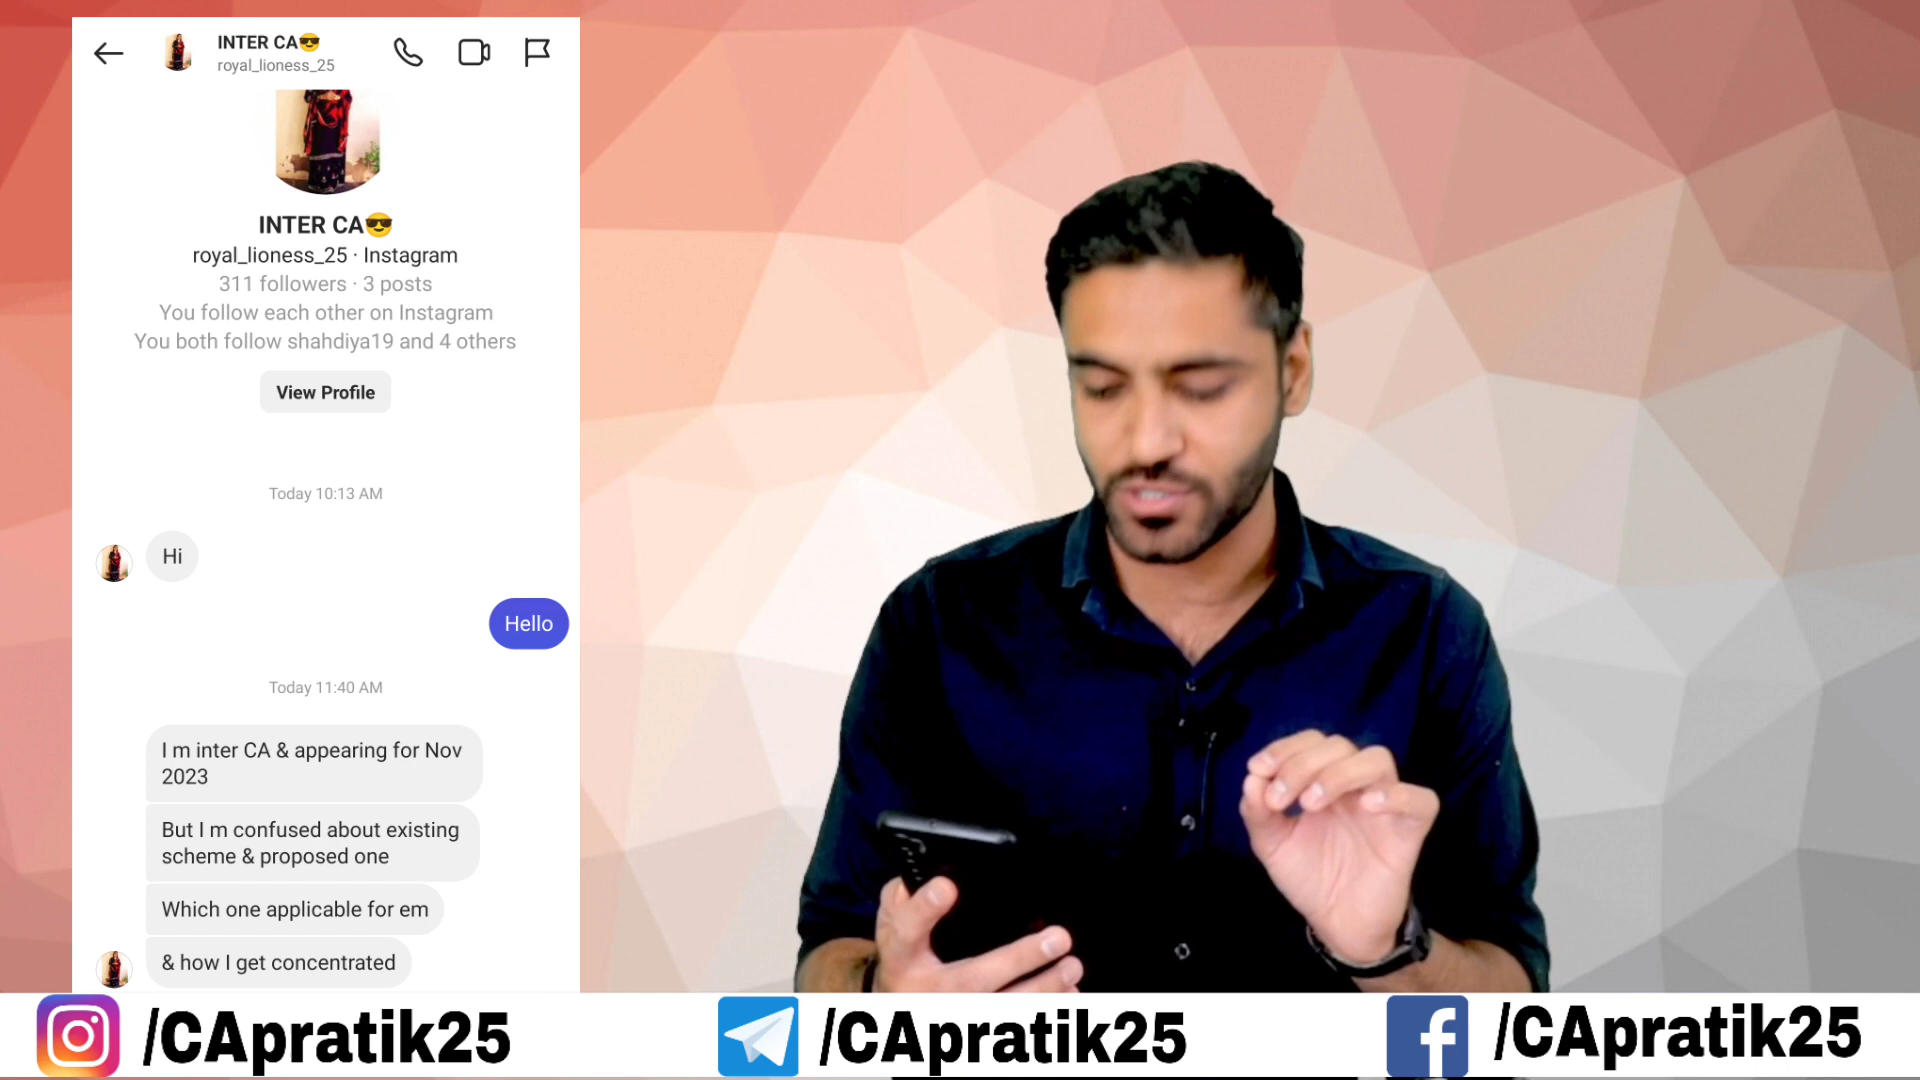 INTER CA😎
royal_lioness_25
INTER CA😎
royal_lioness_25 · Instagram
311 followers · 3 posts
You follow each other on Instagram
You both follow shahdiya19 and 4 others
View Profile
Today 10:13 AM
Hi
Hello
Today 11:40 AM
I m inter CA & appearing for Nov
2023
But I m confused about existing
scheme & proposed one
Which one applicable for em
& how I get concentrated
/CApratik25
/CApratik25
/CApratik25